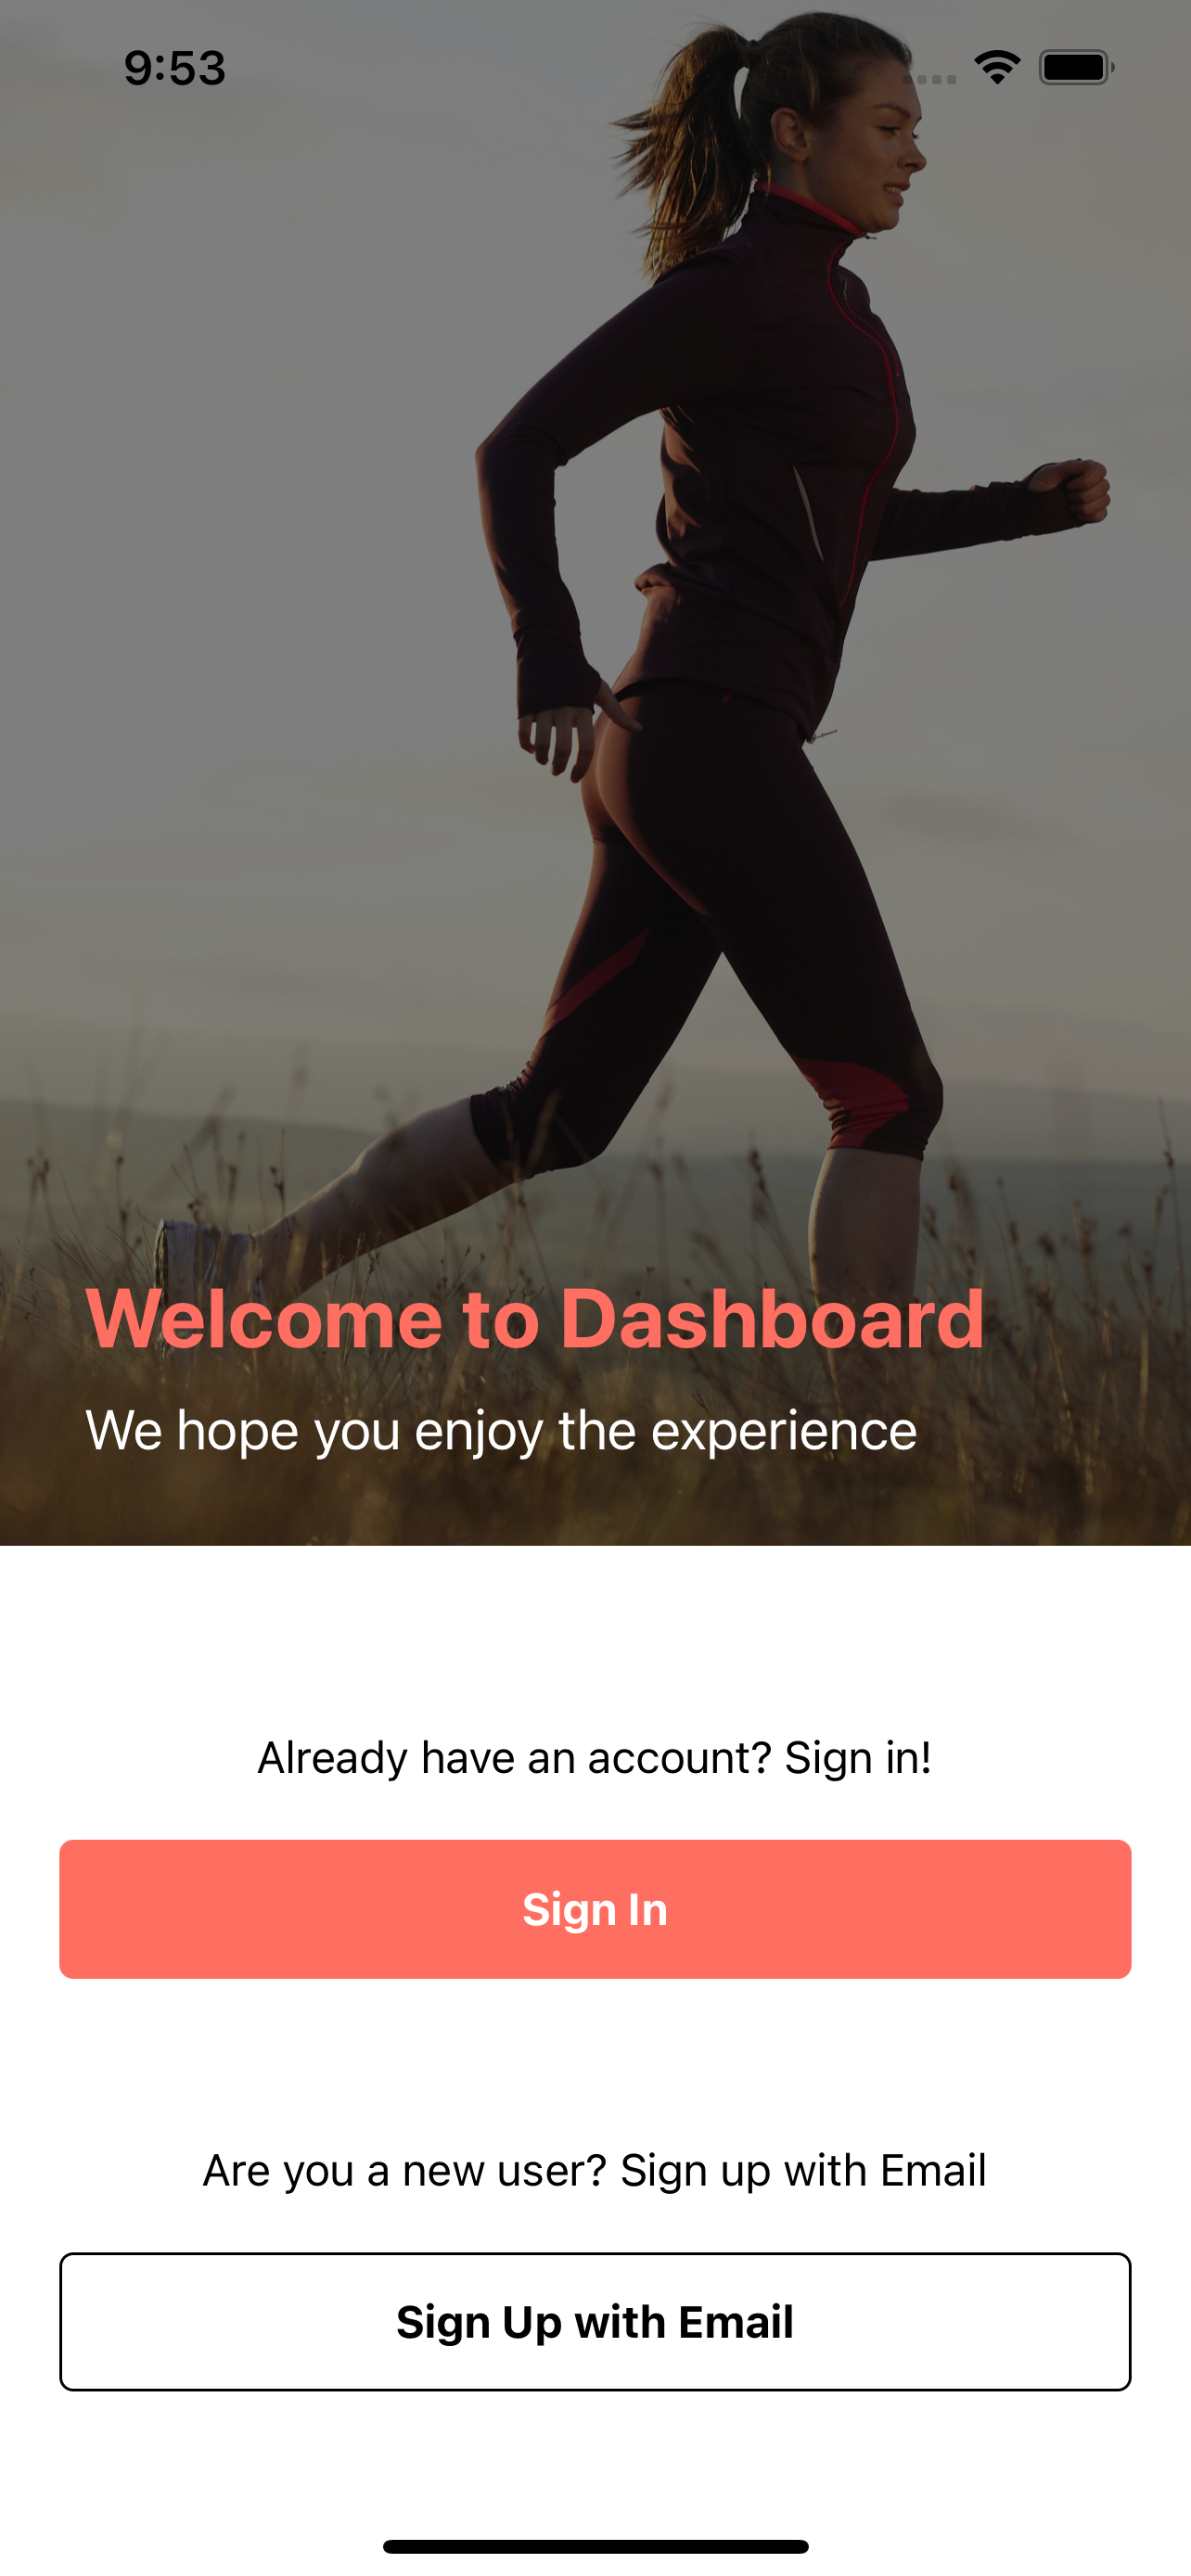 9:53
Welcome to Dashboard
We hope you enjoy the experience
Already have an account? Sign in!
Sign In
Are you a new user? Sign up with Email
Sign Up with Email